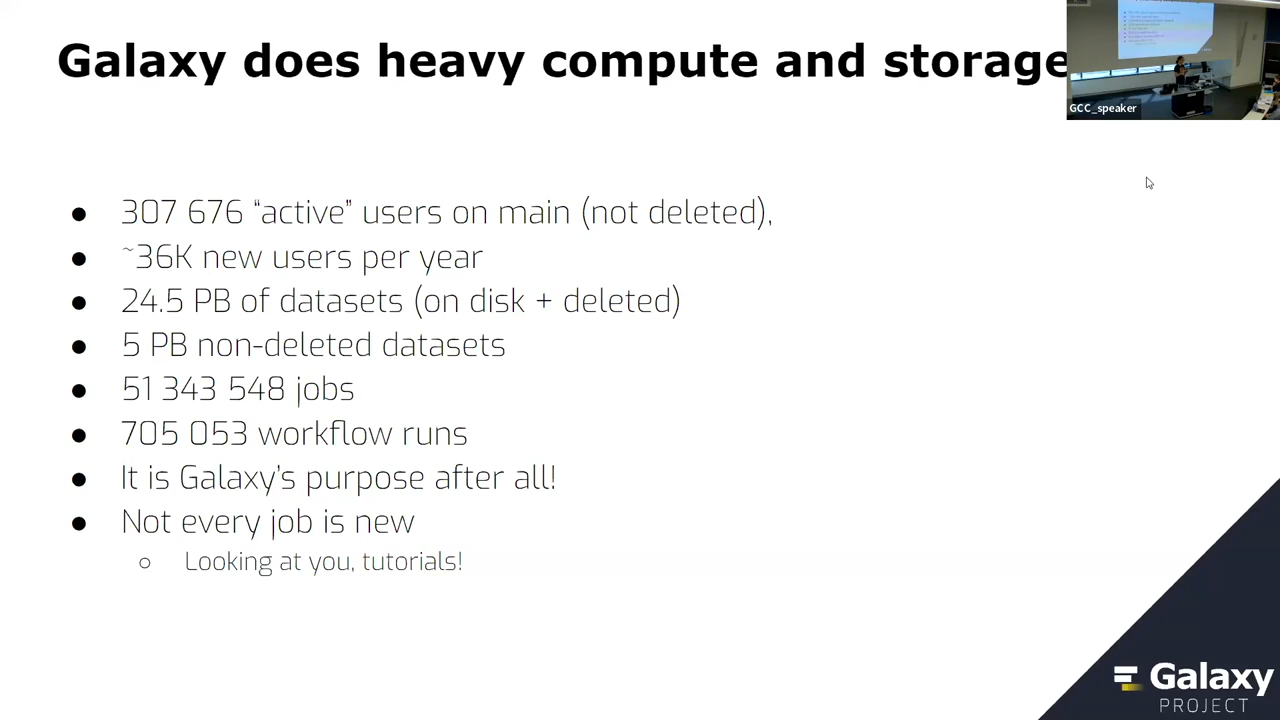 Galaxy does heavy compute and storage
GCC_speaker
● 307 676 “active” users on main (not deleted),
● ~36K new users per year
● 24.5 PB of datasets (on disk + deleted)
● 5 PB non-deleted datasets
● 51 343 548 jobs
● 705 053 workflow runs
● It is Galaxy’s purpose after all!
● Not every job is new
○ Looking at you, tutorials!
Galaxy
PROJECT